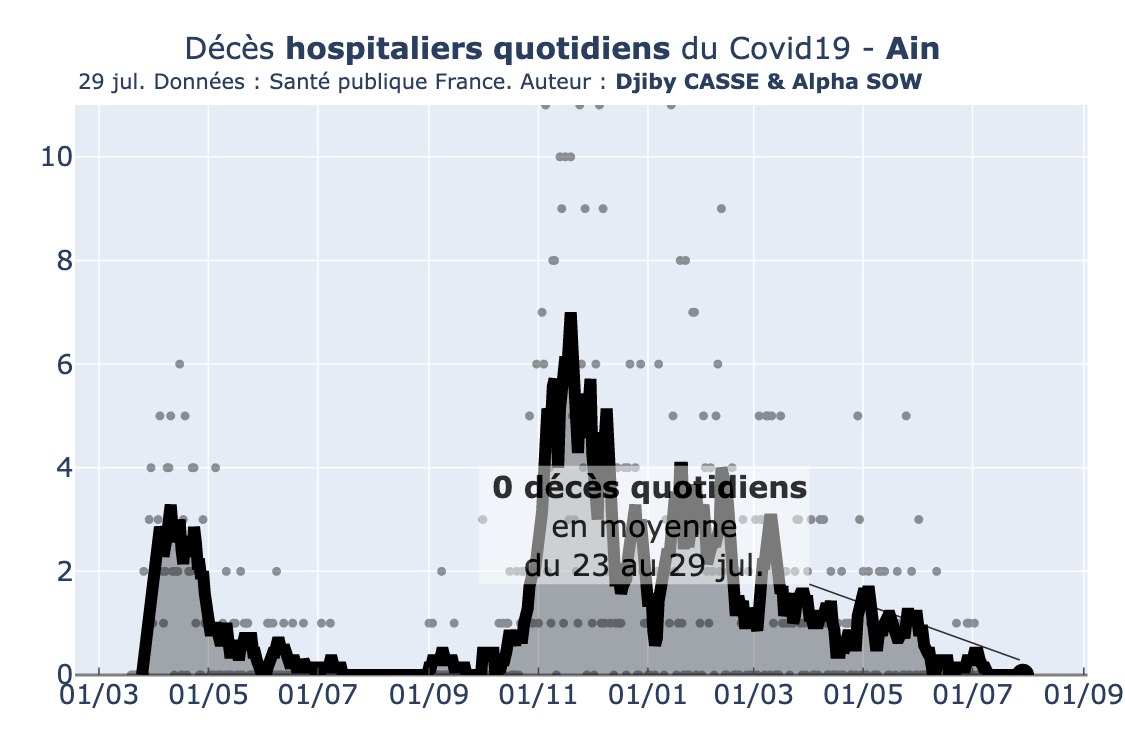 Décès hospitaliers quotidiens du Covid19 - Ain
29 jul. Données : Santé publique France. Auteur : Djiby CASSE & Alpha SOW
10
8
6
4
2
0
0 décès quotidiens
en moyenne
du 23 au 29 jul.
01/03 01/05 01/07 01/09 01/11 01/01 01/03 01/05 01/07 01/09